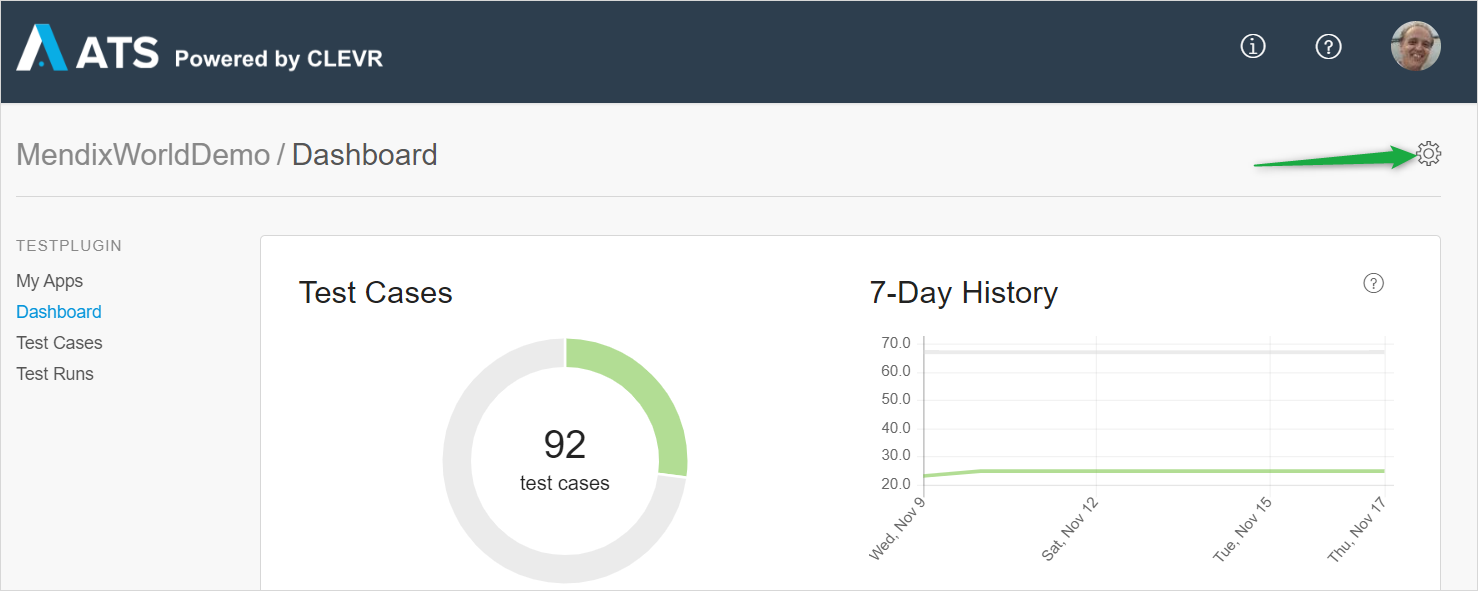 ATS Powered by CLEVR
MendixWorldDemo / Dashboard
TESTPLUGIN
My Apps
Dashboard
Test Cases
Test Runs
Test Cases
92
test cases
7-Day History
?
70.0
60.0
50.0
40.0
30.0
20.0
Wed, Nov 9
Sat, Nov 12
Tue, Nov 15
Thu, Nov 17